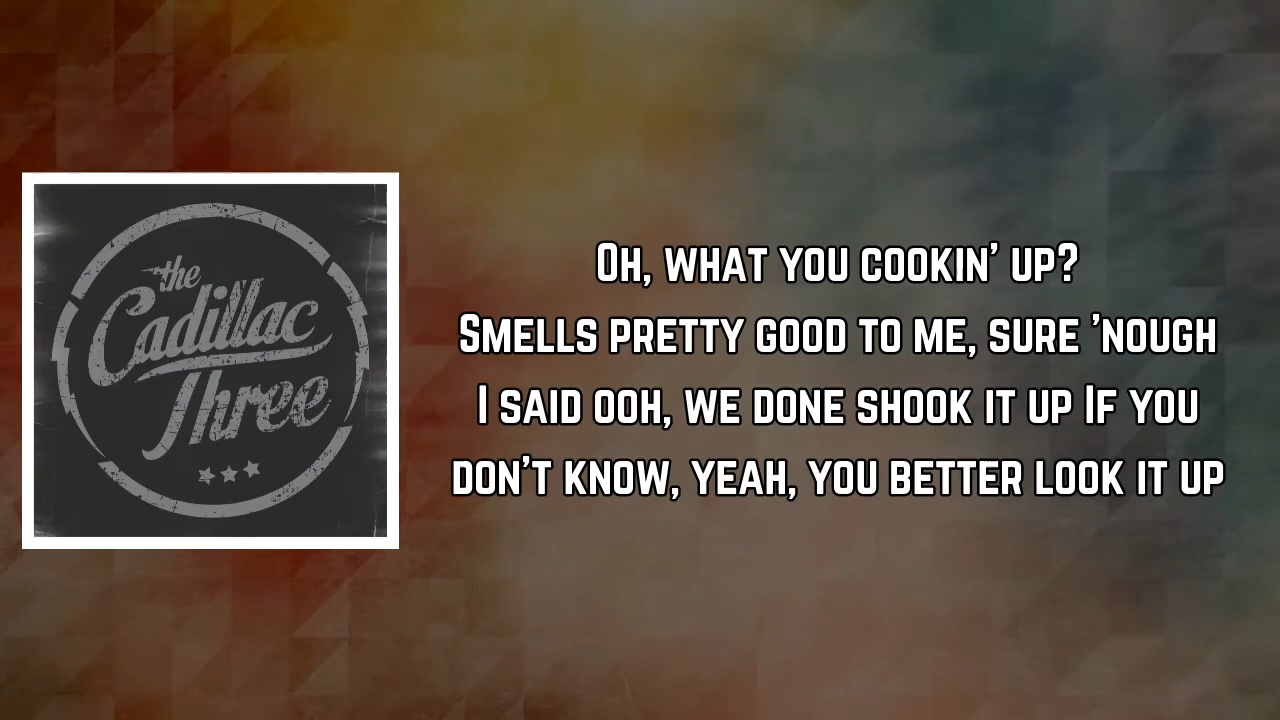 the
Cadillac
Three
Oh, what you cookin' up?
Smells pretty good to me, sure 'nough
I said ooh, we done shook it up If you
don't know, yeah, you better look it up